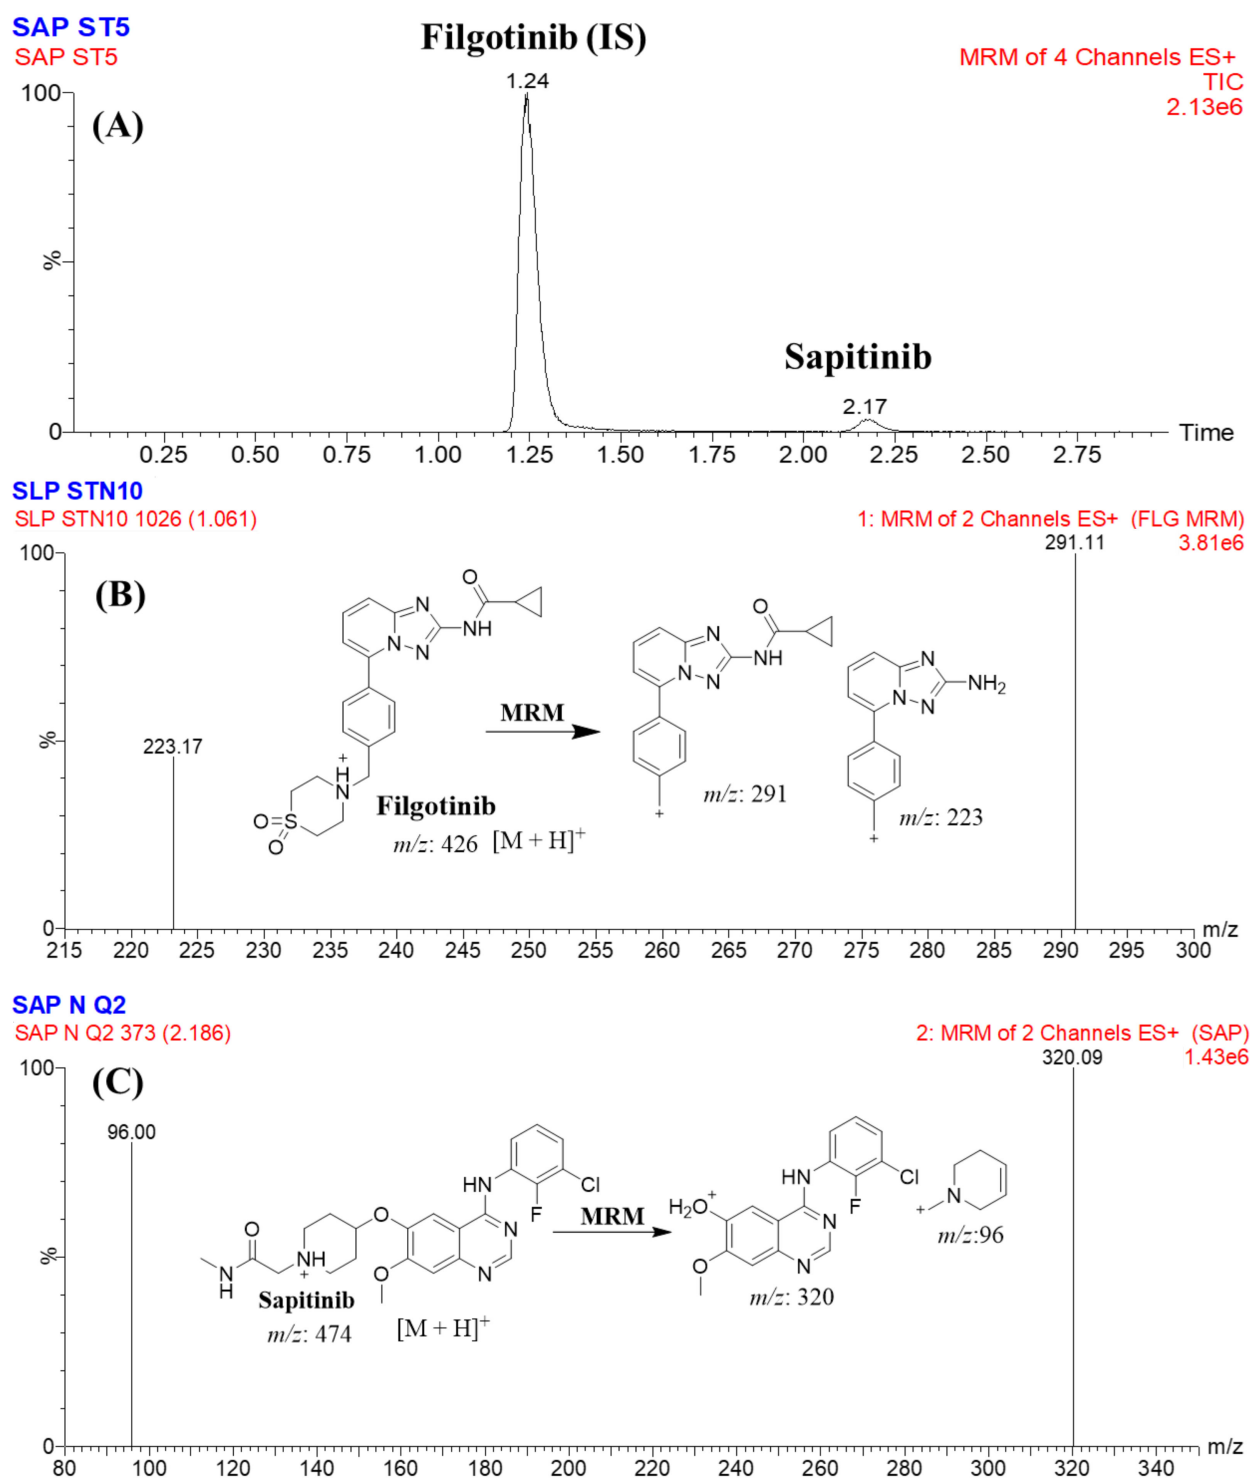 SAP ST5
SAP ST5
Filgotinib (IS)
MRM of 4 Channels ES+
TIC
2.13e6
(A)
1.24
Sapitinib
2.17
100
%
0
0.25 0.50 0.75 1.00 1.25 1.50 1.75 2.00 2.25 2.50 2.75
Time
SLP STN10
SLP STN10 1026 (1.061)
1: MRM of 2 Channels ES+ (FLG MRM)
3.81e6
291.11
100
(B)
%
223.17
0
O
N
NH
N
N
H
+
N
O=S
O
Filgotinib
m/z: 426 [M + H]+
MRM
O
N
NH
N
N
+
m/z: 291
N
NH2
N
N
+
m/z: 223
215 220 225 230 235 240 245 250 255 260 265 270 275 280 285 290 295 300
m/z
SAP N Q2
SAP N Q2 373 (2.186)
2: MRM of 2 Channels ES+ (SAP)
1.43e6
320.09
100
(C)
96.00
%
0
HN
Cl
F
O
O
N
NH
+
N
H
N
O
Sapitinib
m/z: 474
[M + H]+
MRM
HN
Cl
F
H2O+
N
N
O
m/z: 320
N
+
m/z:96
80 100 120 140 160 180 200 220 240 260 280 300 320 340
m/z